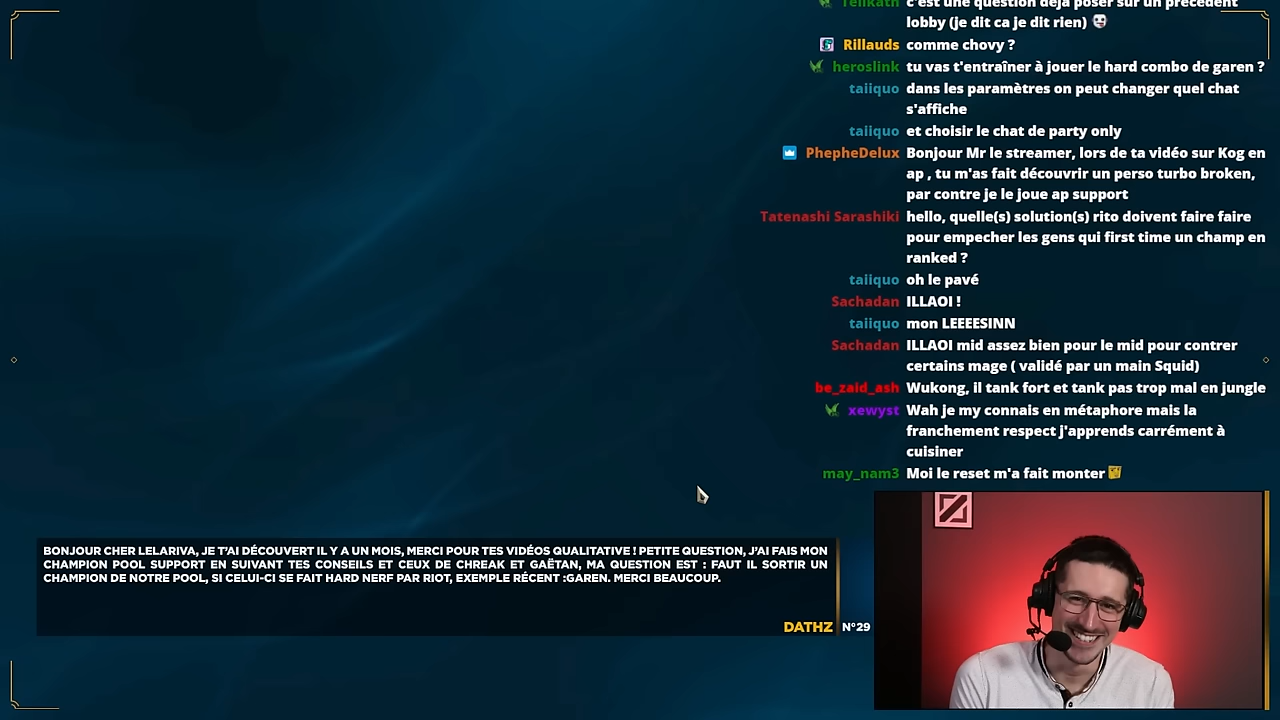 Tellkath c'est une question déjà poser sur un précédent
lobby (je dit ca je dit rien)
Rillauds comme chovy ?
heroslink tu vas t'entraîner à jouer le hard combo de garen ?
taiiquo dans les paramètres on peut changer quel chat
s'affiche
taiiquo et choisir le chat de party only
PhepheDelux Bonjour Mr le streamer, lors de ta vidéo sur Kog en
ap , tu m'as fait découvrir un perso turbo broken,
par contre je le joue ap support
Tatenashi Sarashiki hello, quelle(s) solution(s) rito doivent faire faire
pour empecher les gens qui first time un champ en
ranked ?
taiiquo oh le pavé
Sachadan ILLAOI !
taiiquo mon LEEEESINN
Sachadan ILLAOI mid assez bien pour le mid pour contrer
certains mage ( validé par un main Squid)
be_zaid_ash Wukong, il tank fort et tank pas trop mal en jungle
xewyst Wah je my connais en métaphore mais la
franchement respect j'apprends carrément à
cuisiner
may_nam3 Moi le reset m'a fait monter
BONJOUR CHER LELARIVA, JE T'AI DÉCOUVERT IL Y A UN MOIS, MERCI POUR TES VIDÉOS QUALITATIVE ! PETITE QUESTION, J'AI FAIS MON
CHAMPION POOL SUPPORT EN SUIVANT TES CONSEILS ET CEUX DE CHREAK ET GAËTAN, MA QUESTION EST : FAUT IL SORTIR UN
CHAMPION DE NOTRE POOL, SI CELUI-CI SE FAIT HARD NERF PAR RIOT, EXEMPLE RÉCENT :GAREN. MERCI BEAUCOUP.
DATHZ N°29